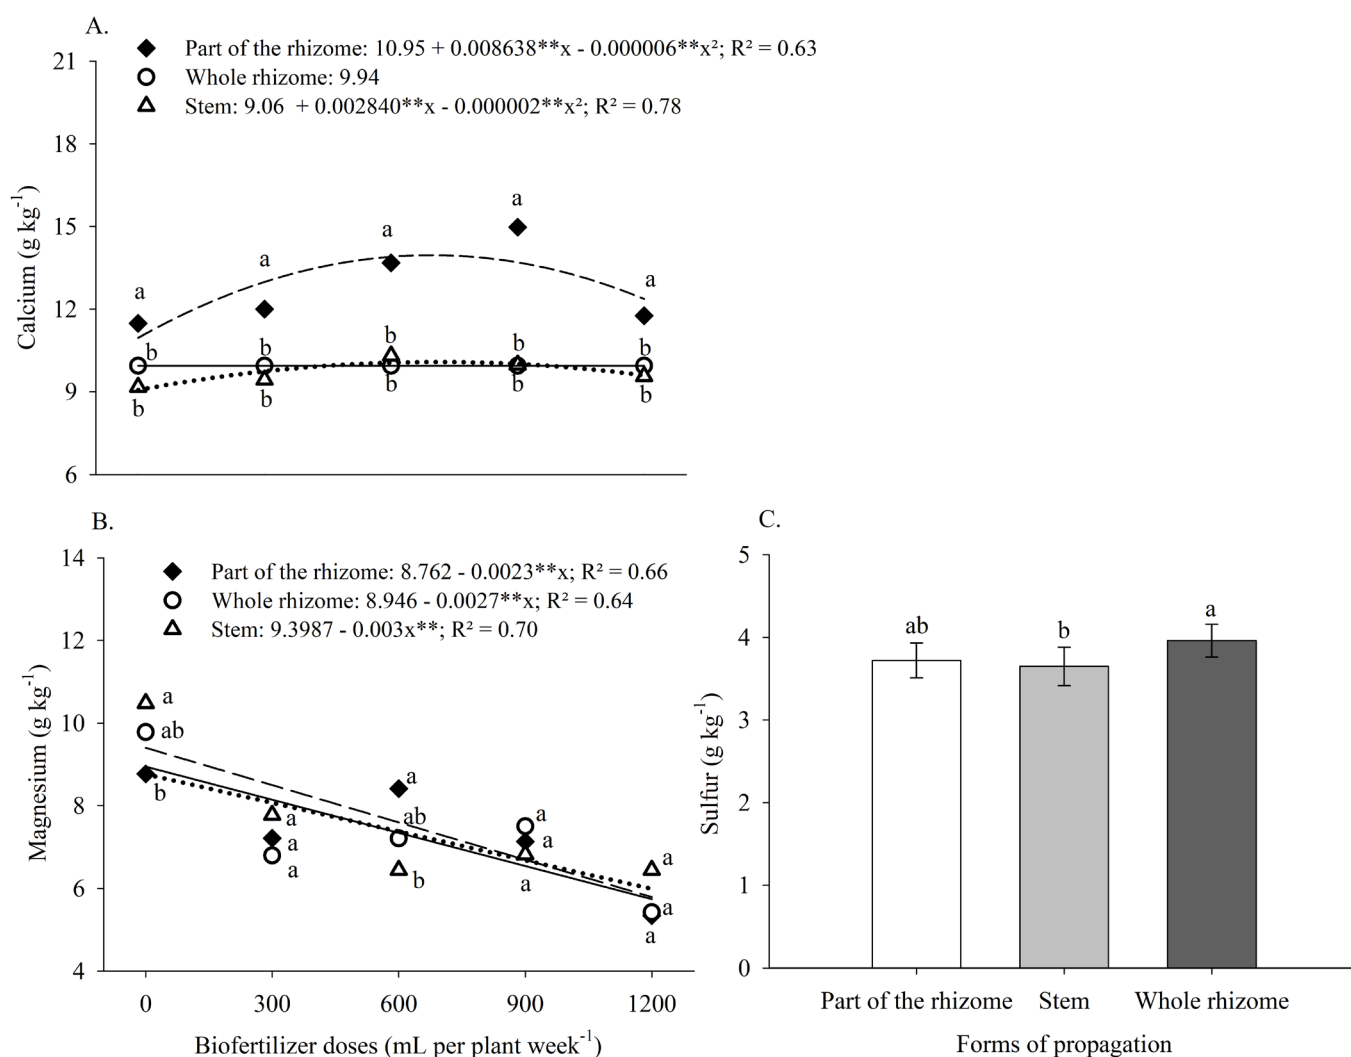 A.
Part of the rhizome: 10.95 + 0.008638**x - 0.000006**x²; R² = 0.63
Whole rhizome: 9.94
Stem: 9.06 + 0.002840**x - 0.000002**x²; R² = 0.78
21
18
15
12
9
6
Calcium (g kg⁻¹)
a
a
a
a
a
b
b
b
b
b
b
b
b
b
b
B.
Part of the rhizome: 8.762 - 0.0023**x; R² = 0.66
Whole rhizome: 8.946 - 0.0027**x; R² = 0.64
Stem: 9.3987 - 0.003x**; R² = 0.70
14
12
10
8
6
4
Magnesium (g kg⁻¹)
a
ab
b
a
a
a
a
ab
b
a
a
a
a
a
a
0 300 600 900 1200
Biofertilizer doses (mL per plant week⁻¹)
C.
5
4
3
2
1
0
Sulfur (g kg⁻¹)
ab b a
Part of the rhizome Stem Whole rhizome
Forms of propagation